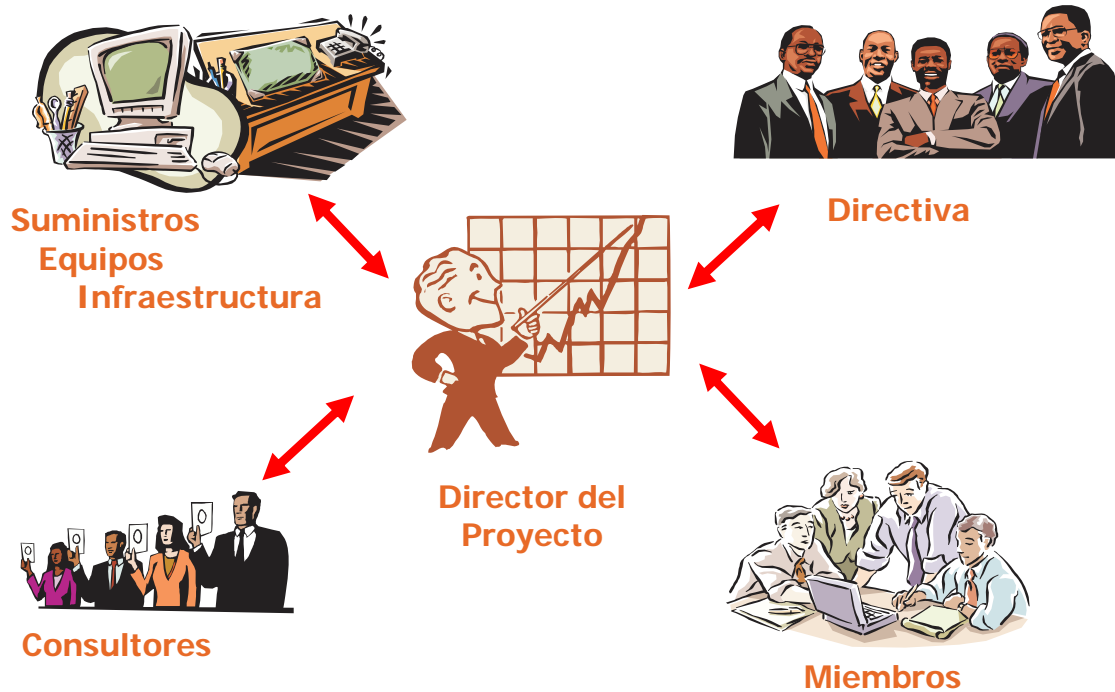 Suministros
Equipos
Infraestructura
Directiva
Director del
Proyecto
Consultores
Miembros